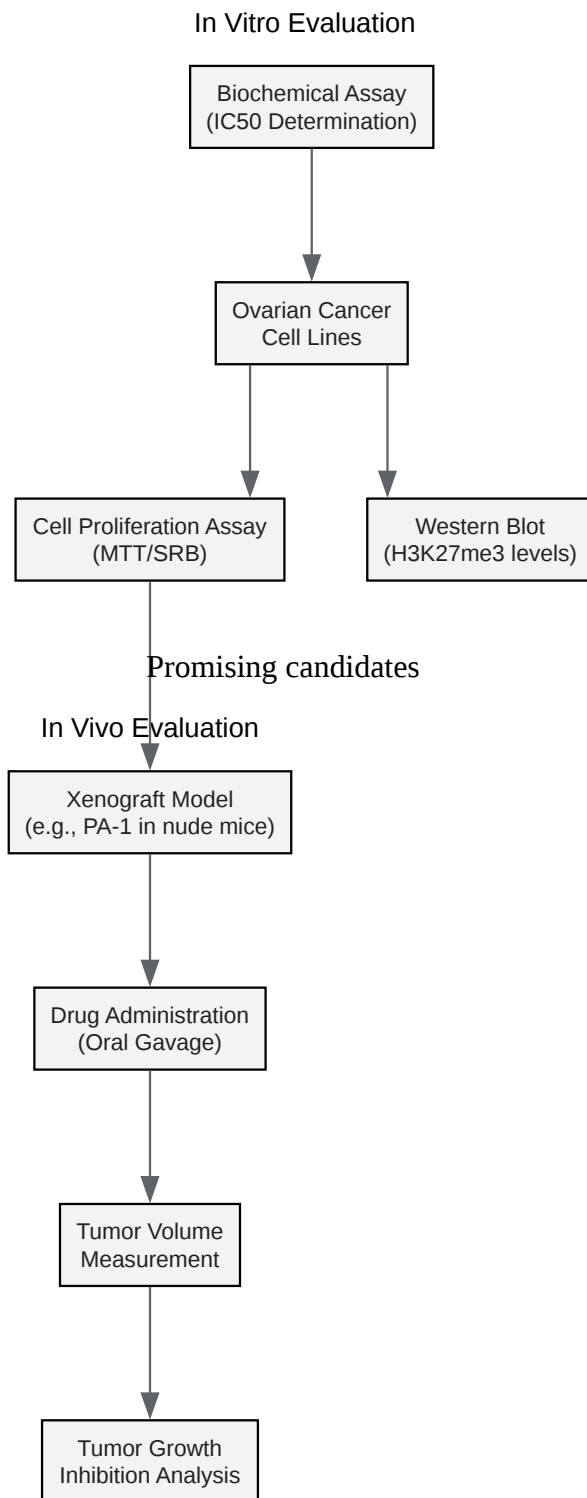 In Vitro Evaluation
Biochemical Assay
(IC50 Determination)
Ovarian Cancer
Cell Lines
Cell Proliferation Assay
(MTT/SRB)
Western Blot
(H3K27me3 levels)
Promising candidates
In Vivo Evaluation
Xenograft Model
(e.g., PA-1 in nude mice)
Drug Administration
(Oral Gavage)
Tumor Volume
Measurement
Tumor Growth
Inhibition Analysis